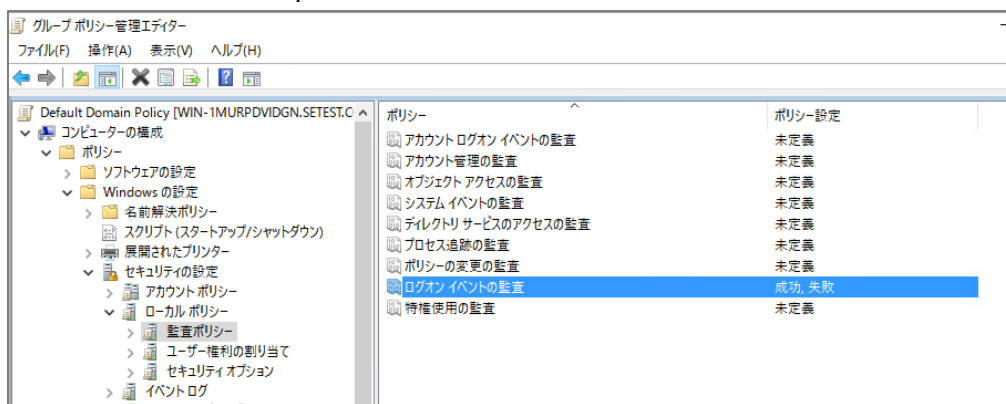 グループ ポリシー管理エディター
ファイル(F) 操作(A) 表示(V) ヘルプ(H)
Default Domain Policy [WIN-1MURPDVIDGN.SETEST.C
コンピューターの構成
ポリシー
ソフトウェアの設定
Windows の設定
名前解決ポリシー
スクリプト (スタートアップ/シャットダウン)
展開されたプリンター
セキュリティの設定
アカウント ポリシー
ローカル ポリシー
監査ポリシー
ユーザー権利の割り当て
セキュリティ オプション
イベント ログ
ポリシー ポリシー設定
アカウント ログオン イベントの監査 未定義
アカウント管理の監査 未定義
オブジェクト アクセスの監査 未定義
システム イベントの監査 未定義
ディレクトリ サービスのアクセスの監査 未定義
プロセス追跡の監査 未定義
ポリシーの変更の監査 未定義
ログオン イベントの監査 成功, 失敗
特権使用の監査 未定義